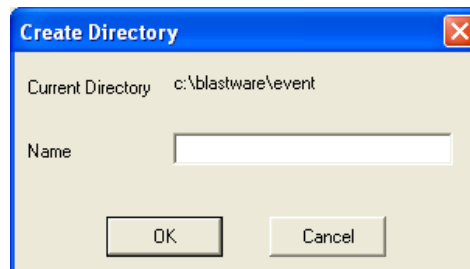 Create Directory
Current Directory c:\blastware\event
Name
OK Cancel